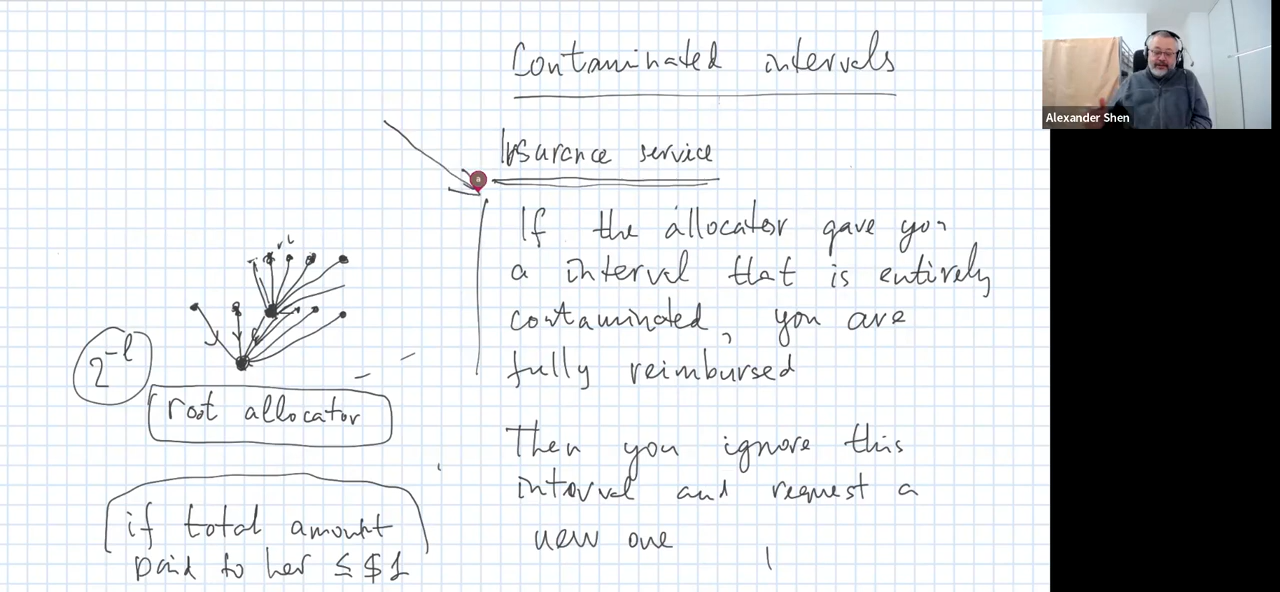 Contaminated intervals
Insurance service
If the allocator gave you
a interval that is entirely
contaminated, you are
fully reimbursed
Then you ignore this
interval and request a
new one
2^-l
root allocator
if total amount
paid to her ≤ $1
Alexander Shen